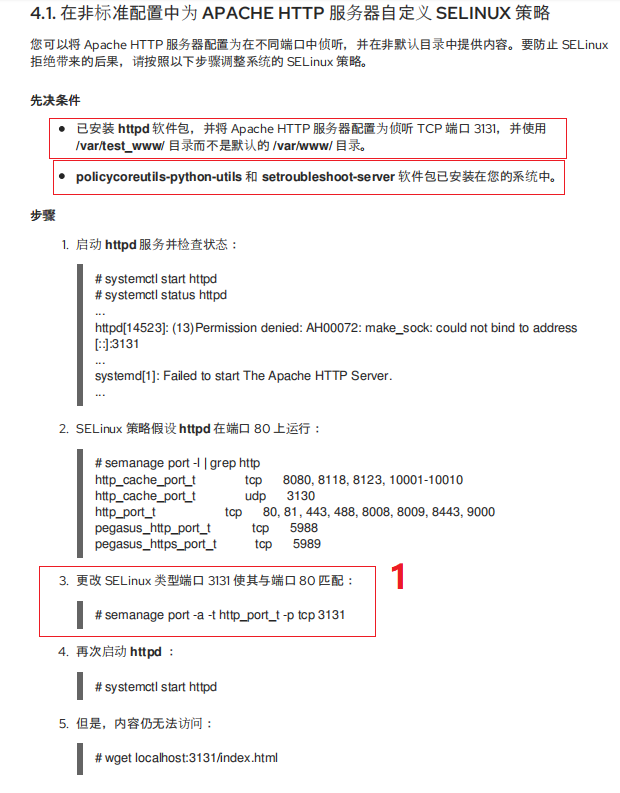 4.1. 在非标准配置中为 APACHE HTTP 服务器自定义 SELINUX 策略
您可以将 Apache HTTP 服务器配置为在不同端口中侦听，并在非默认目录中提供内容。要防止 SELinux
拒绝带来的后果，请按照以下步骤调整系统的 SELinux 策略。
先决条件
● 已安装 httpd 软件包，并将 Apache HTTP 服务器配置为侦听 TCP 端口 3131，并使用
/var/test_www/ 目录而不是默认的 /var/www/ 目录。
● policycoreutils-python-utils 和 setroubleshoot-server 软件包已安装在您的系统中。
步骤
1. 启动 httpd 服务并检查状态：
# systemctl start httpd
# systemctl status httpd
...
httpd[14523]: (13)Permission denied: AH00072: make_sock: could not bind to address
[::]:3131
...
systemd[1]: Failed to start The Apache HTTP Server.
...
2. SELinux 策略假设 httpd 在端口 80 上运行：
# semanage port -l | grep http
http_cache_port_t tcp 8080, 8118, 8123, 10001-10010
http_cache_port_t udp 3130
http_port_t tcp 80, 81, 443, 488, 8008, 8009, 8443, 9000
pegasus_http_port_t tcp 5988
pegasus_https_port_t tcp 5989
3. 更改 SELinux 类型端口 3131 使其与端口 80 匹配：
1
# semanage port -a -t http_port_t -p tcp 3131
4. 再次启动 httpd ：
# systemctl start httpd
5. 但是，内容仍无法访问：
# wget localhost:3131/index.html